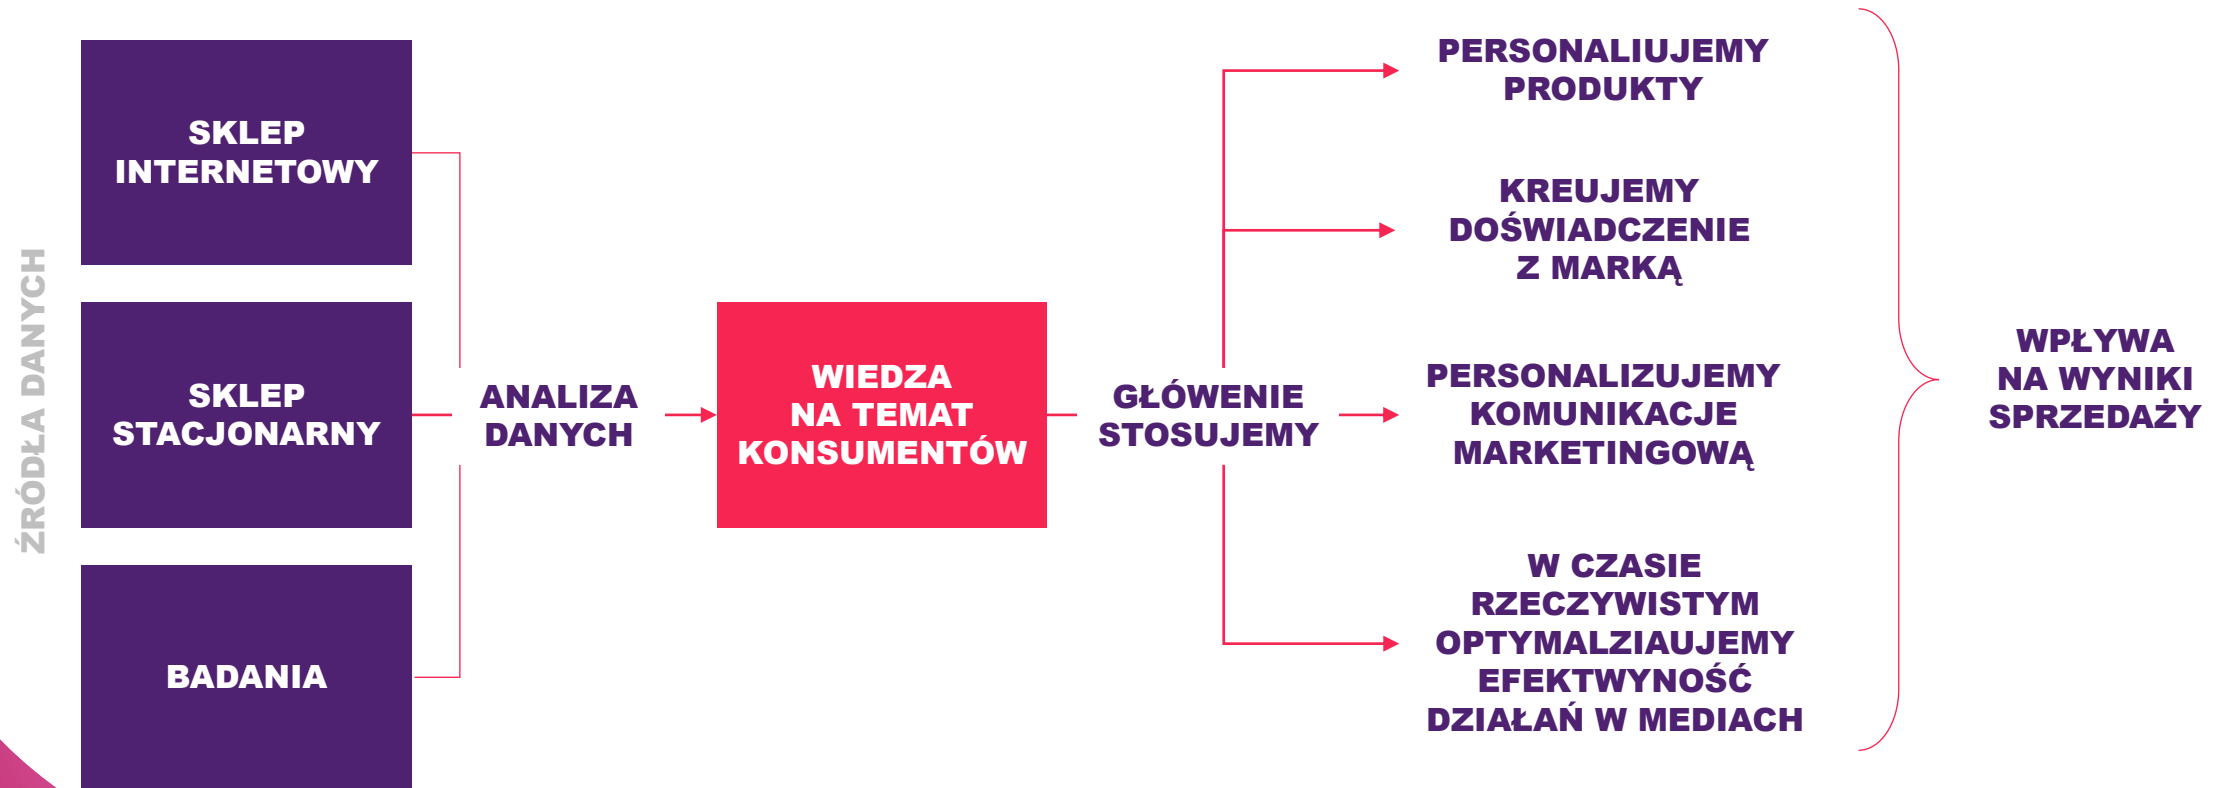 ŹRÓDŁA DANYCH
SKLEP
INTERNETOWY
SKLEP
STACJONARNY
BADANIA
ANALIZA
DANYCH
WIEDZA
NA TEMAT
KONSUMENTÓW
GŁÓWENIE
STOSUJEMY
PERSONALIUJEMY
PRODUKTY
KREUJEMY
DOŚWIADCZENIE
Z MARKĄ
PERSONALIZUJEMY
KOMUNIKACJE
MARKETINGOWĄ
W CZASIE
RZECZYWISTYM
OPTYMALZIAUJEMY
EFEKTWYNOŚĆ
DZIAŁAŃ W MEDIACH
WPŁYWA
NA WYNIKI
SPRZEDAŻY